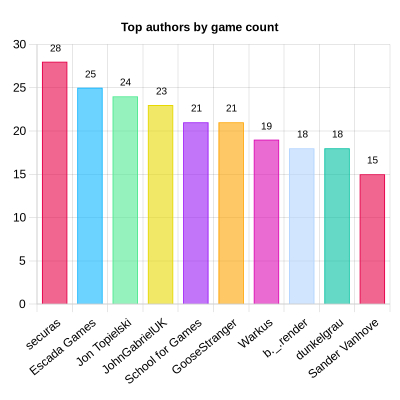 Top authors by game count
30
25
20
15
10
5
0
28
25
24
23
21
21
19
18
18
15
securas
Escada Games
Jon Topielski
JohnGabrielUK
School for Games
GooseStranger
Warkus
b._.render
dunkelgrau
Sander Vanhove